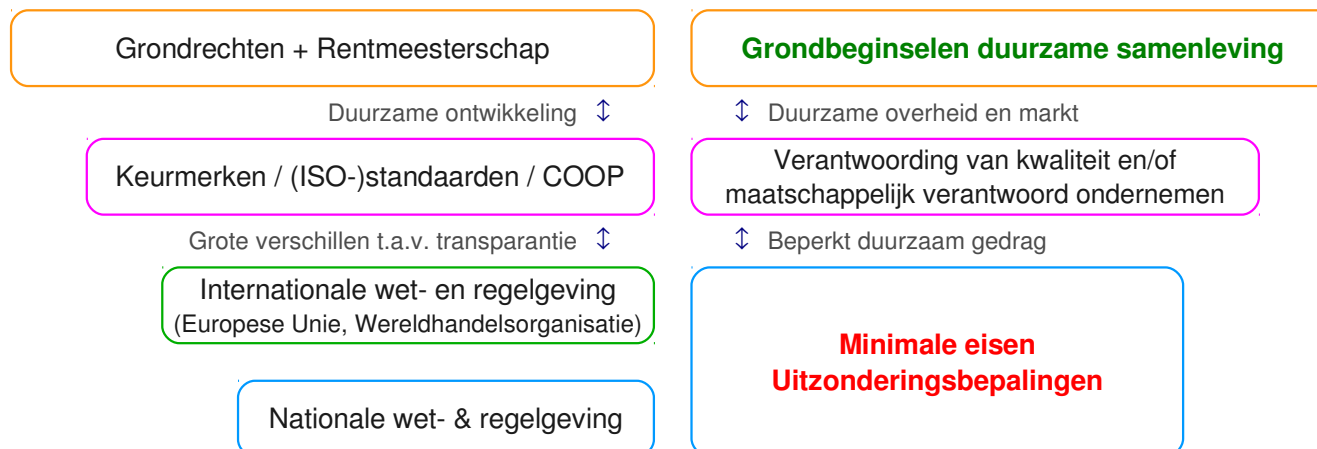 Grondrechten + Rentmeesterschap
Grondbeginselen duurzame samenleving
Duurzame ontwikkeling ↕
↕ Duurzame overheid en markt
Keurmerken / (ISO-)standaarden / COOP
Verantwoording van kwaliteit en/of
maatschappelijk verantwoord ondernemen
Grote verschillen t.a.v. transparantie ↕
↕ Beperkt duurzaam gedrag
Internationale wet- en regelgeving
(Europese Unie, Wereldhandelsorganisatie)
Minimale eisen
Uitzonderingsbepalingen
Nationale wet- & regelgeving